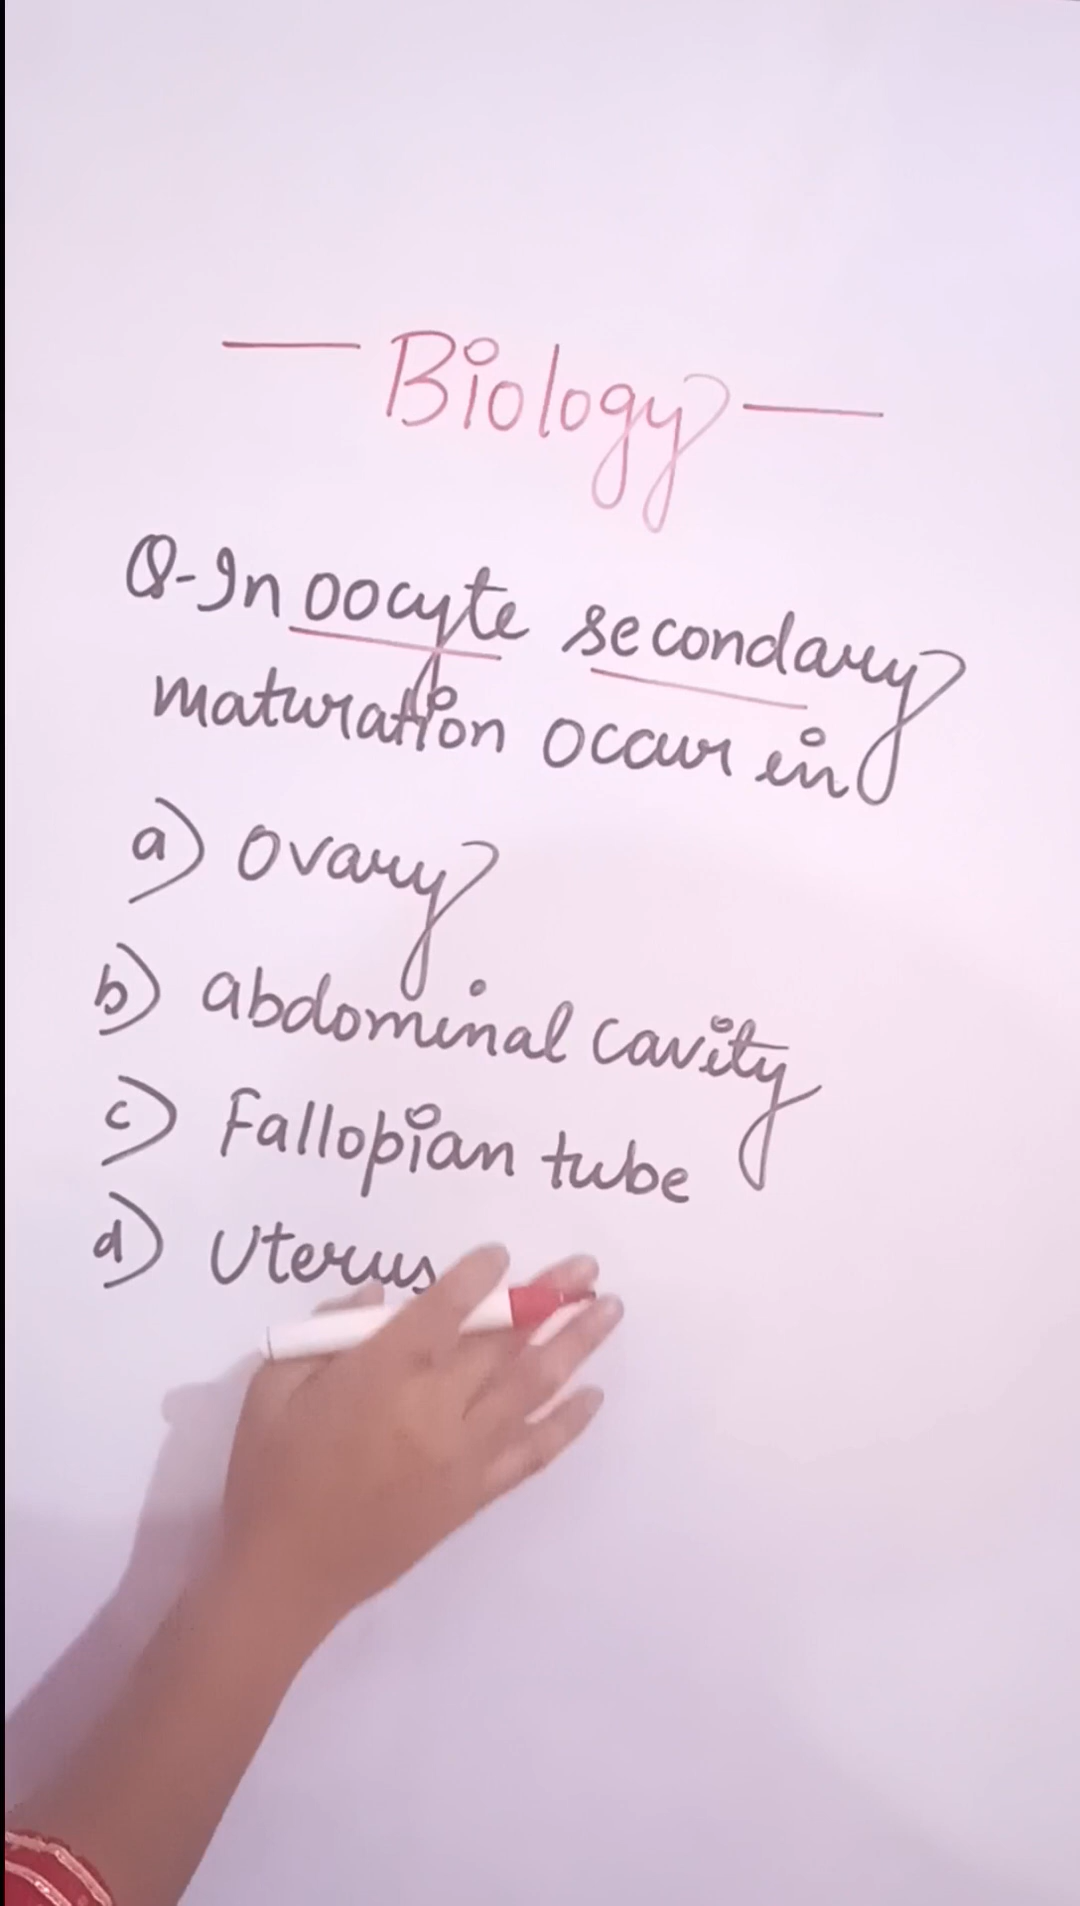 — Biology —
Q-In oocyte secondary
maturation occur in
a) Ovary
b) abdominal cavity
c) Fallopian tube
d) Uterus